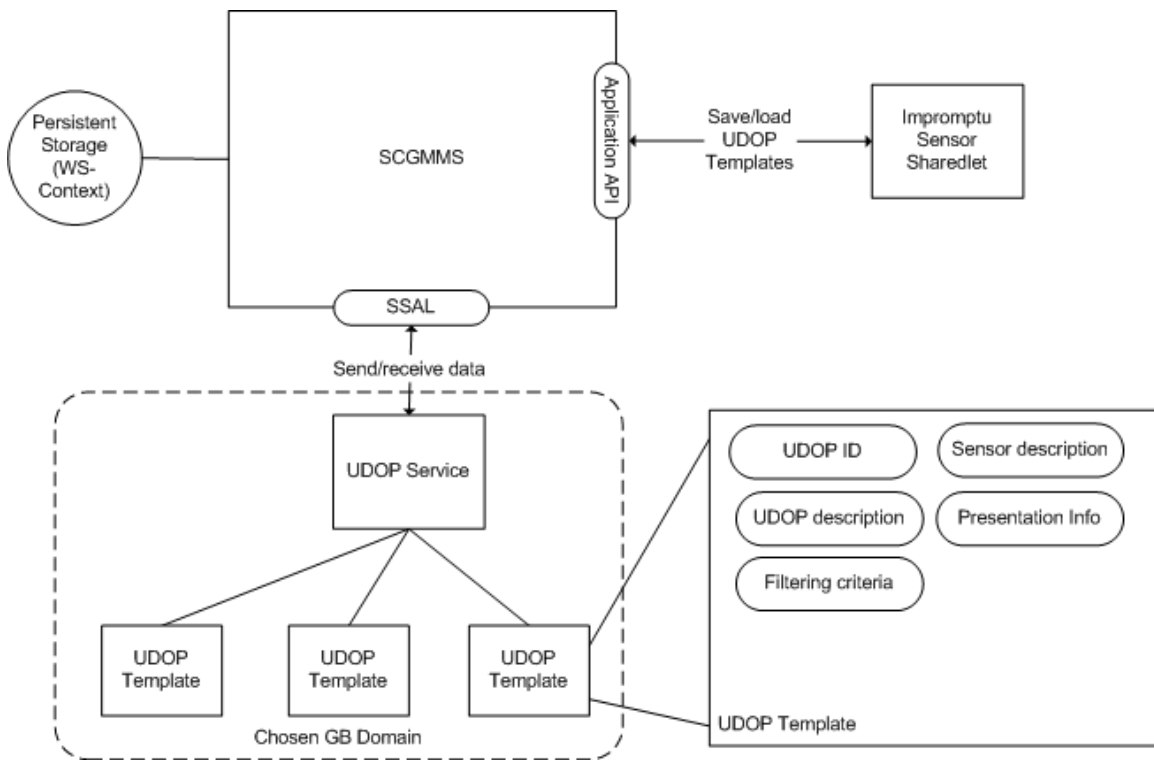 Persistent
Storage
(WS-
Context)
SCGMMS
Application API
Save/load
UDOP
Templates
Impromptu
Sensor
Sharedlet
SSAL
Send/receive data
UDOP Service
UDOP
Template
UDOP
Template
UDOP
Template
Chosen GB Domain
UDOP ID
Sensor description
UDOP description
Presentation Info
Filtering criteria
UDOP Template